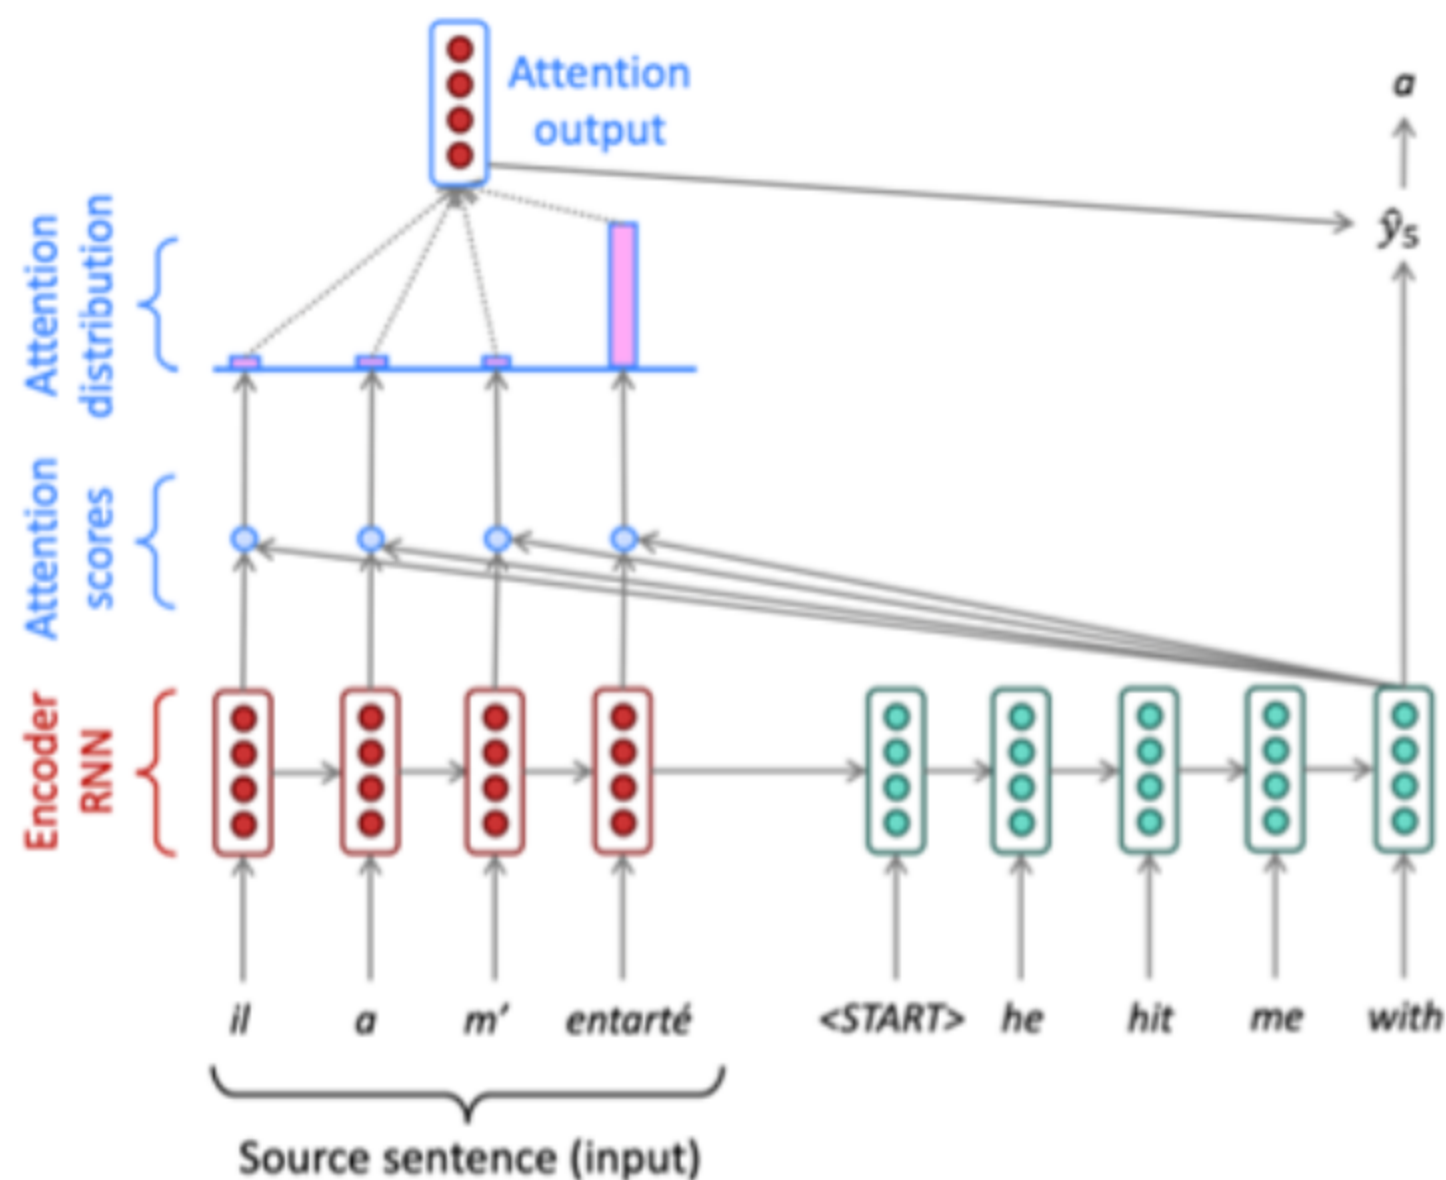 Attention
output
a
ŷ5
Attention
distribution
Attention
scores
Encoder
RNN
il a m' entarté <START> he hit me with
Source sentence (input)